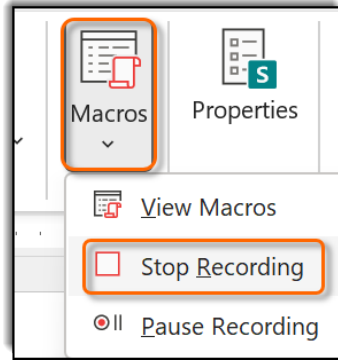 Macros
Properties
S
View Macros
Stop Recording
Pause Recording